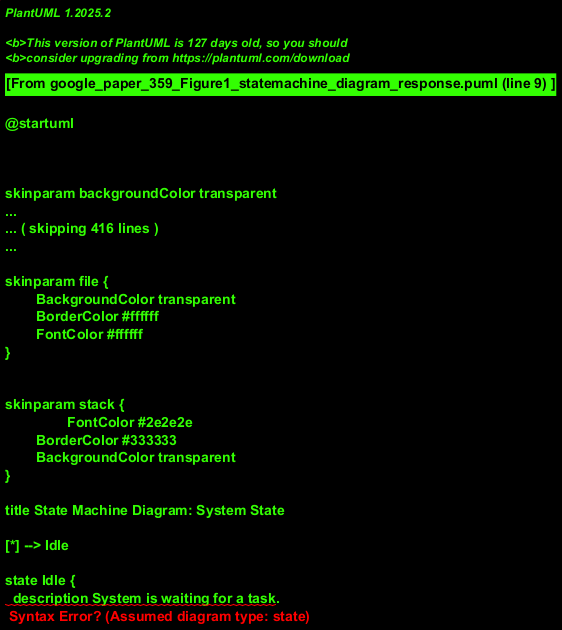 PlantUML 1.2025.2
<b>This version of PlantUML is 127 days old, so you should
<b>consider upgrading from https://plantuml.com/download
[From google_paper_359_Figure1_statemachine_diagram_response.puml (line 9) ]
@startuml
skinparam backgroundColor transparent
...
... ( skipping 416 lines )
...
skinparam file {
BackgroundColor transparent
BorderColor #ffffff
FontColor #ffffff
}
skinparam stack {
FontColor #2e2e2e
BorderColor #333333
BackgroundColor transparent
}
title State Machine Diagram: System State
[*] --> Idle
state Idle {
description System is waiting for a task.
Syntax Error? (Assumed diagram type: state)